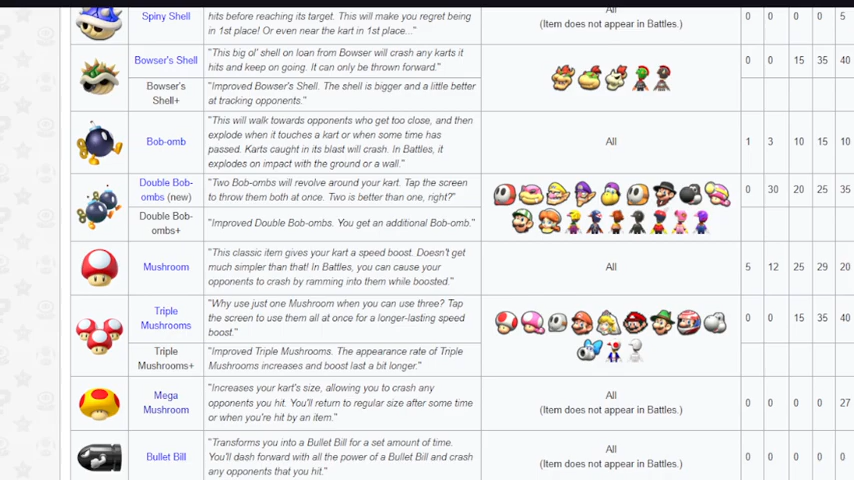 All
Spiny Shell
hits before reaching its target. This will make you regret being
in 1st place! Or even near the kart in 1st place..."
(Item does not appear in Battles.)
0 0 0 0 5
Bowser's Shell
"This big ol' shell on loan from Bowser will crash any karts it
hits and keep on going. It can only be thrown forward."
0 0 15 35 40
Bowser's
Shell+
"Improved Bowser's Shell. The shell is bigger and a little better
at tracking opponents."
Bob-omb
"This will walk towards opponents who get too close, and then
explode when it touches a kart or when some time has
passed. Karts caught in its blast will crash. In Battles, it
explodes on impact with the ground or a wall."
All
1 3 10 15 10
Double Bob-
ombs (new)
"Two Bob-ombs will revolve around your kart. Tap the screen
to throw them both at once. Two is better than one, right?"
0 30 20 25 35
Double Bob-
ombs+
"Improved Double Bob-ombs. You get an additional Bob-omb."
Mushroom
"This classic item gives your kart a speed boost. Doesn't get
much simpler than that! In Battles, you can cause your
opponents to crash by ramming into them while boosted."
All
5 12 25 29 20
Triple
Mushrooms
"Why use just one Mushroom when you can use three? Tap
the screen to use them all at once for a longer-lasting speed
boost."
0 0 15 35 40
Triple
Mushrooms+
"Improved Triple Mushrooms. The appearance rate of Triple
Mushrooms increases and boost last a bit longer."
Mega
Mushroom
"Increases your kart's size, allowing you to crash any
opponents you hit. You'll return to regular size after some time
or when you're hit by an item."
All
(Item does not appear in Battles.)
0 0 0 0 27
Bullet Bill
"Transforms you into a Bullet Bill for a set amount of time.
You'll dash forward with all the power of a Bullet Bill and crash
any opponents that you hit."
All
(Item does not appear in Battles.)
0 0 0 0 0